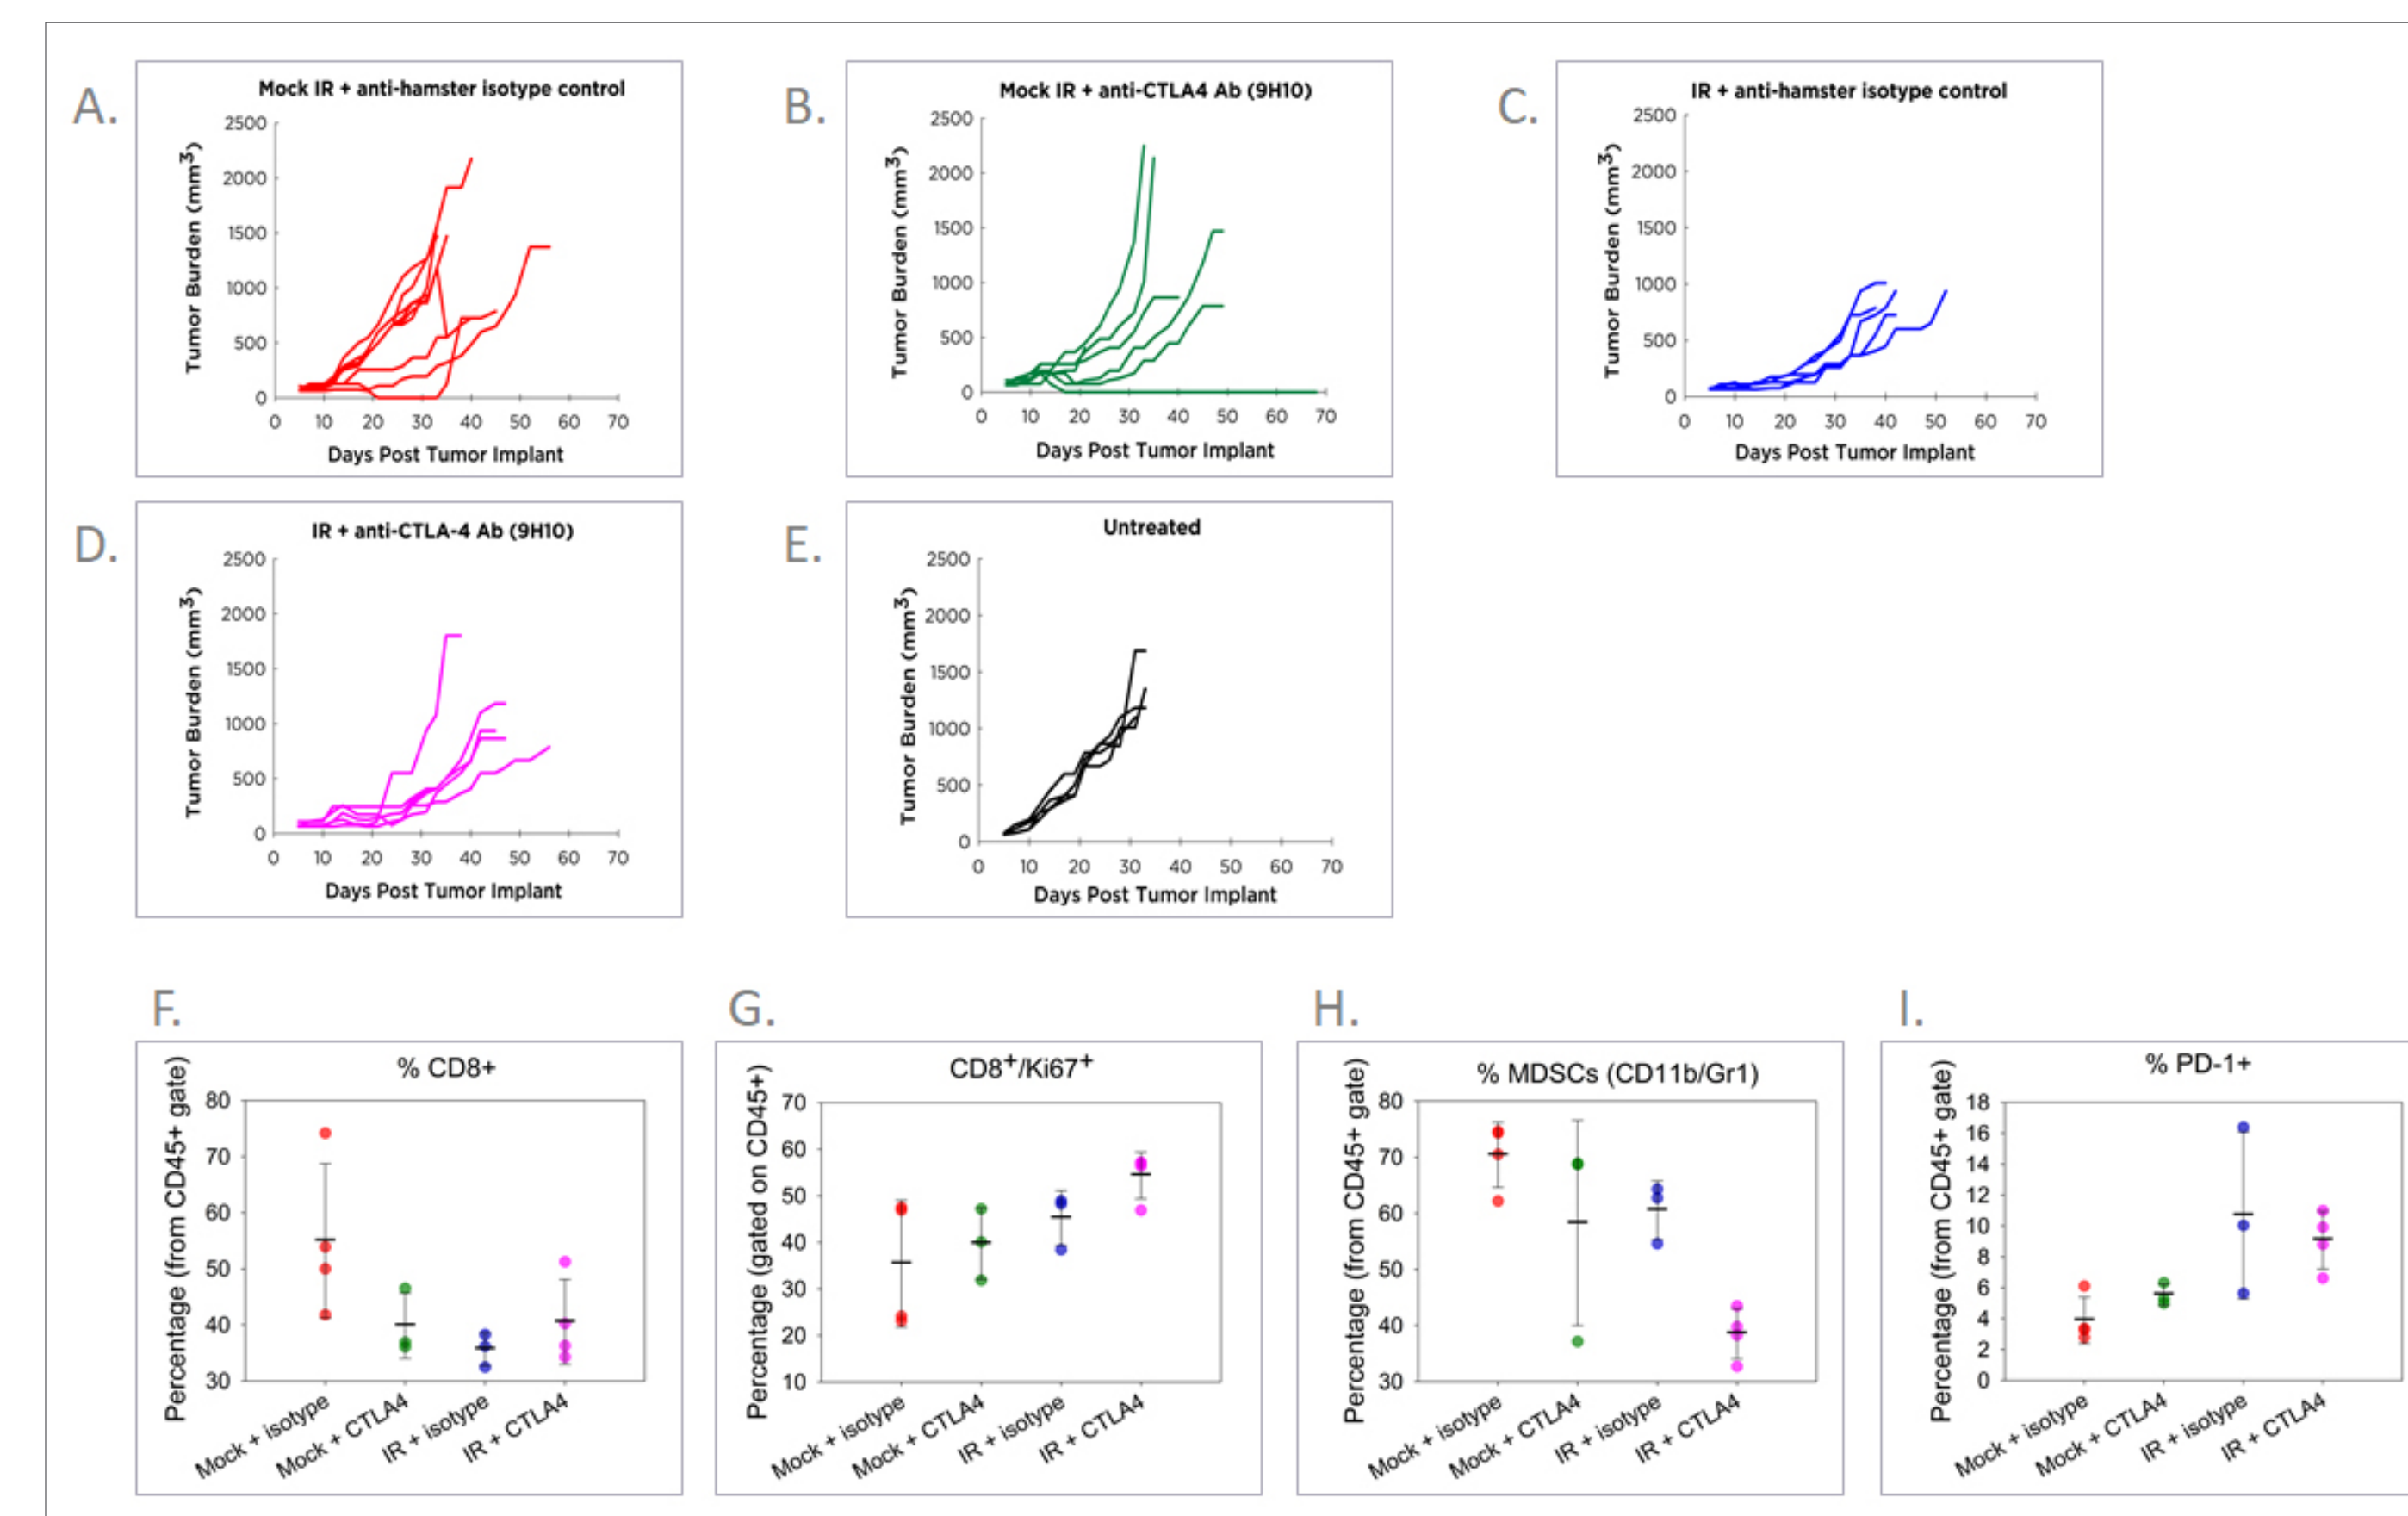 A.
Mock IR + anti-hamster isotype control
Tumor Burden (mm³)
2500
2000
1500
1000
500
0
0 10 20 30 40 50 60 70
Days Post Tumor Implant
B.
Mock IR + anti-CTLA4 Ab (9H10)
Tumor Burden (mm³)
2500
2000
1500
1000
500
0
0 10 20 30 40 50 60 70
Days Post Tumor Implant
C.
IR + anti-hamster isotype control
Tumor Burden (mm³)
2500
2000
1500
1000
500
0
0 10 20 30 40 50 60 70
Days Post Tumor Implant
D.
IR + anti-CTLA-4 Ab (9H10)
Tumor Burden (mm³)
2500
2000
1500
1000
500
0
0 10 20 30 40 50 60 70
Days Post Tumor Implant
E.
Untreated
Tumor Burden (mm³)
2500
2000
1500
1000
500
0
0 10 20 30 40 50 60 70
Days Post Tumor Implant
F.
% CD8+
Percentage (from CD45+ gate)
80
70
60
50
40
30
Mock + isotype
Mock + CTLA4
IR + isotype
IR + CTLA4
G.
CD8⁺/Ki67⁺
Percentage (gated on CD45+)
70
60
50
40
30
20
10
Mock + isotype
Mock + CTLA4
IR + isotype
IR + CTLA4
H.
% MDSCs (CD11b/Gr1)
Percentage (from CD45+ gate)
80
70
60
50
40
30
Mock + isotype
Mock + CTLA4
IR + isotype
IR + CTLA4
I.
% PD-1+
Percentage (from CD45+ gate)
18
16
14
12
10
8
6
4
2
0
Mock + isotype
Mock + CTLA4
IR + isotype
IR + CTLA4